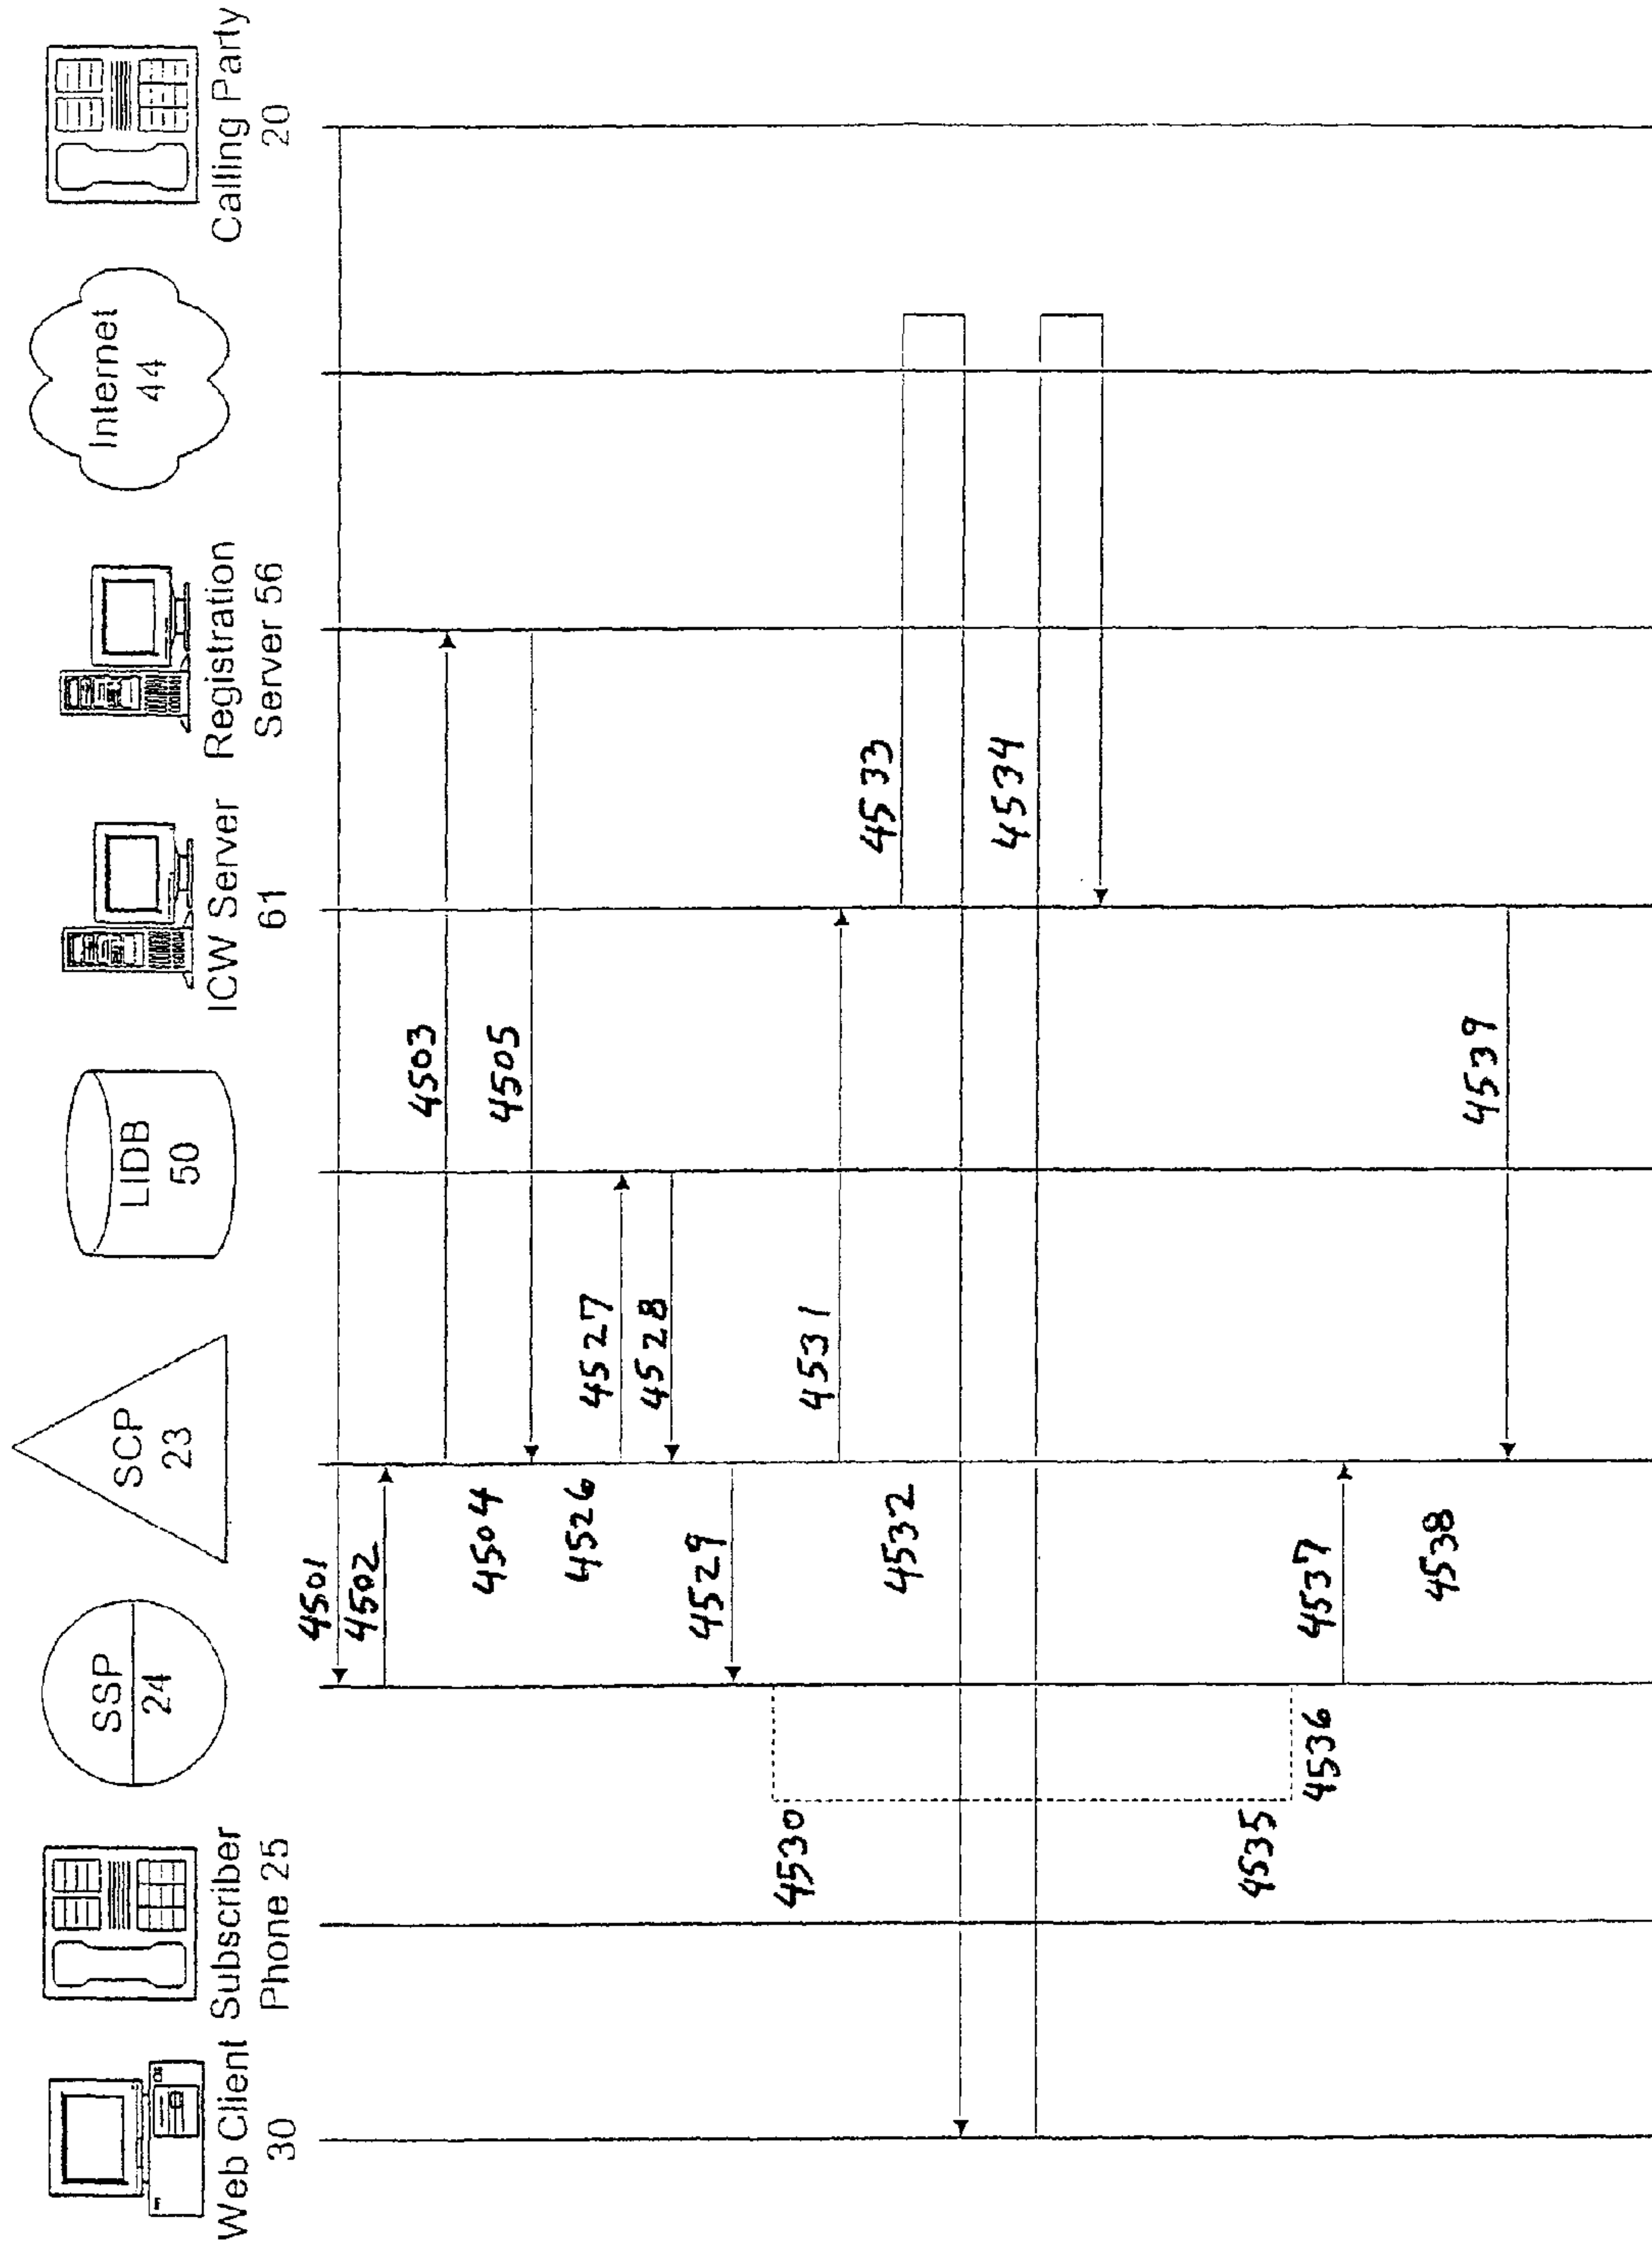 Web Client
30
Subscriber
Phone 25
SSP
24
SCP
23
LIDB
50
ICW Server
61
Registration
Server 56
Internet
44
Calling Party
20
4501
4502
4503
4504
4505
4526
4527
4528
4529
4530
4531
4532
4533
4534
4535
4536
4537
4538
4539